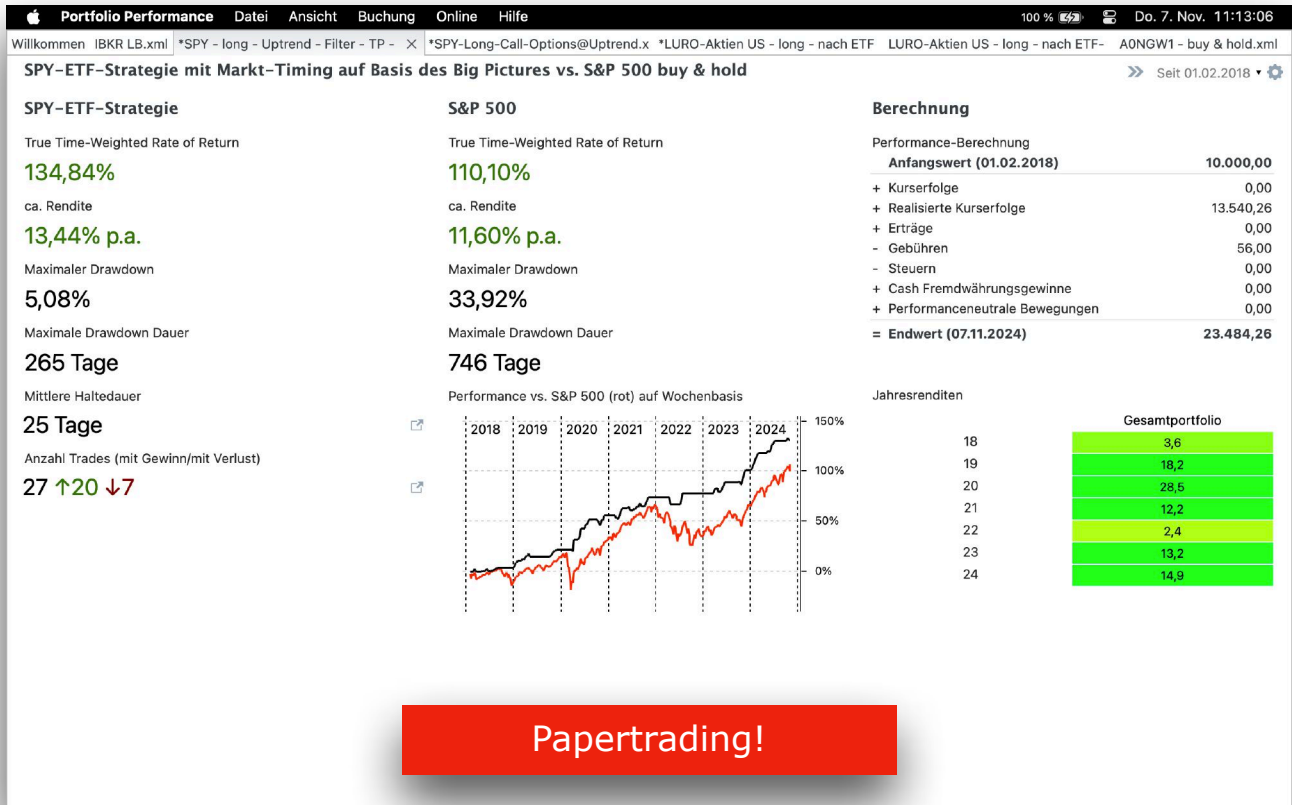 Portfolio Performance Datei Ansicht Buchung Online Hilfe 100 % Do. 7. Nov. 11:13:06
Willkommen IBKR LB.xml *SPY - long - Uptrend - Filter - TP - *SPY-Long-Call-Options@Uptrend.x *LURO-Aktien US - long - nach ETF LURO-Aktien US - long - nach ETF- A0NGW1 - buy & hold.xml
SPY-ETF-Strategie mit Markt-Timing auf Basis des Big Pictures vs. S&P 500 buy & hold
Seit 01.02.2018
SPY-ETF-Strategie
True Time-Weighted Rate of Return
134,84%
ca. Rendite
13,44% p.a.
Maximaler Drawdown
5,08%
Maximale Drawdown Dauer
265 Tage
Mittlere Haltedauer
25 Tage
Anzahl Trades (mit Gewinn/mit Verlust)
27 ↑20 ↓7
S&P 500
True Time-Weighted Rate of Return
110,10%
ca. Rendite
11,60% p.a.
Maximaler Drawdown
33,92%
Maximale Drawdown Dauer
746 Tage
Performance vs. S&P 500 (rot) auf Wochenbasis
2018 2019 2020 2021 2022 2023 2024
150%
100%
50%
0%
Berechnung
Performance-Berechnung
Anfangswert (01.02.2018) 10.000,00
+ Kurserfolge 0,00
+ Realisierte Kurserfolge 13.540,26
+ Erträge 0,00
- Gebühren 56,00
- Steuern 0,00
+ Cash Fremdwährungsgewinne 0,00
+ Performanceneutrale Bewegungen 0,00
= Endwert (07.11.2024) 23.484,26
Jahresrenditen
Gesamtportfolio
18 3,6
19 18,2
20 28,5
21 12,2
22 2,4
23 13,2
24 14,9
Papertrading!